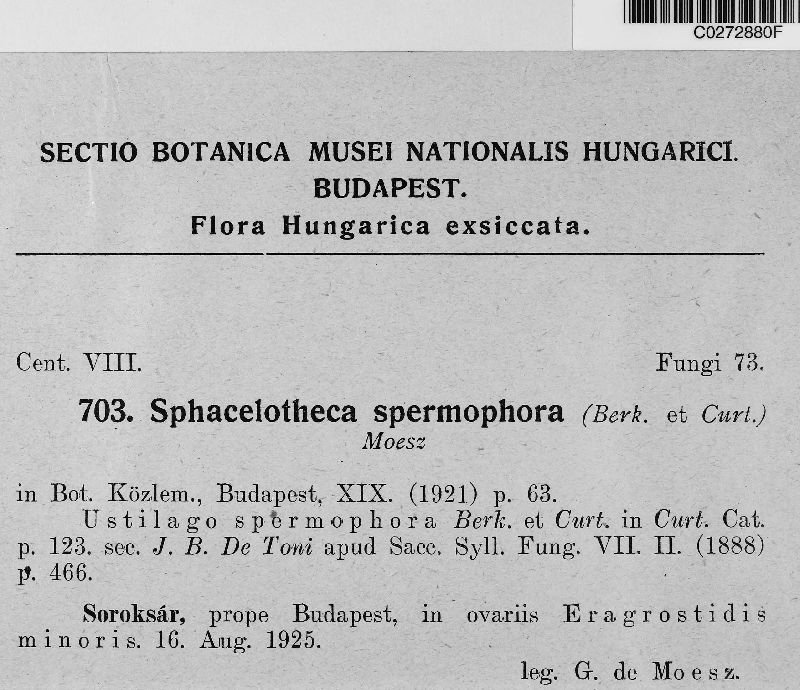 C0272880F
SECTIO BOTANICA MUSEI NATIONALIS HUNGARICI.
BUDAPEST.
Flora Hungarica exsiccata.
Cent. VIII. Fungi 73.
703. Sphacelotheca spermophora (Berk. et Curt.)
Moesz
in Bot. Közlem., Budapest, XIX. (1921) p. 63.
Ustilago spermophora Berk. et Curt. in Curt. Cat.
p. 123. sec. J. B. De Toni apud Sacc. Syll. Fung. VII. II. (1888)
p. 466.
Soroksár, prope Budapest, in ovariis Eragrostidis
minoris. 16. Aug. 1925.
leg. G. de Moesz.